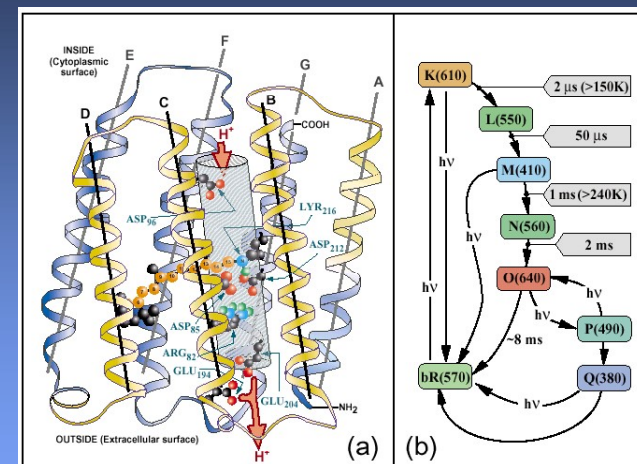 INSIDE
(Cytoplasmic
surface)
E
F
G
A
D
C
B
COOH
H+
ASP96
LYR216
ASP212
ASP85
ARG82
GLU194
GLU204
NH2
OUTSIDE (Extracellular surface)
H+
(a)
K(610)
2 μs (>150K)
L(550)
50 μs
hν
M(410)
1 ms (>240K)
N(560)
hν
2 ms
O(640)
hν
hν
hν
P(490)
~8 ms
bR(570)
Q(380)
hν
(b)